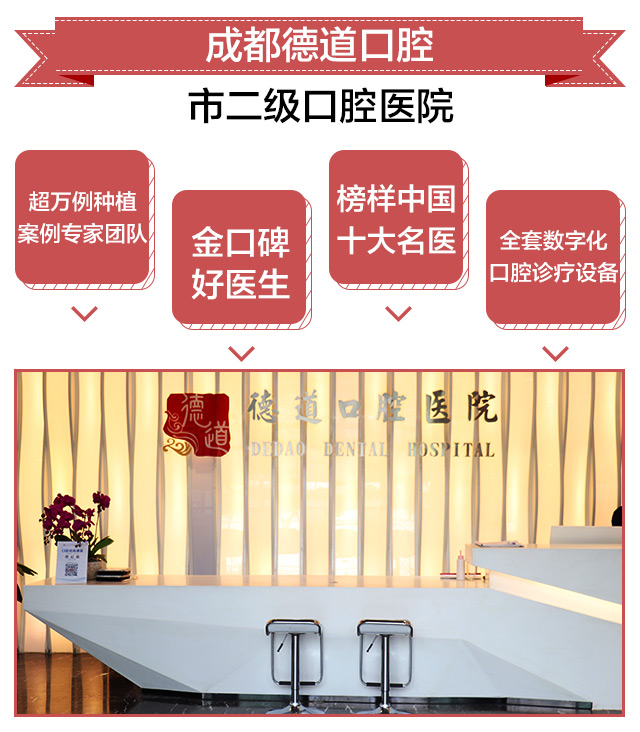 成都德道口腔
市二级口腔医院
超万例种植
案例专家团队
金口碑
好医生
榜样中国
十大名医
全套数字化
口腔诊疗设备
德道
德道口腔医院
DEDAO DENTAL HOSPITAL